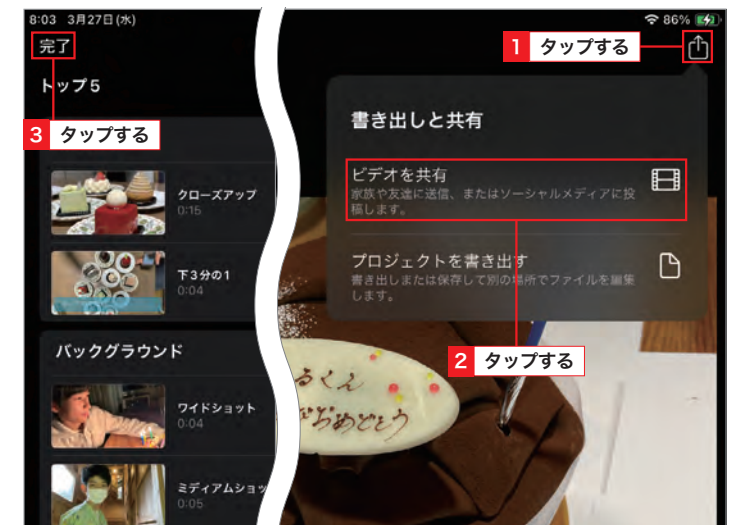 8:03 3月27日(水)
86%
完了
1 タップする
トップ5
3 タップする
書き出しと共有
クローズアップ
0:15
ビデオを共有
家族や友達に送信、またはソーシャルメディアに投
稿します。
下3分の1
0:04
プロジェクトを書き出す
書き出しまたは保存して別の場所でファイルを編集
します。
バックグラウンド
2 タップする
ワイドショット
0:04
るくん
おめでとう
ミディアムショッ
0:05